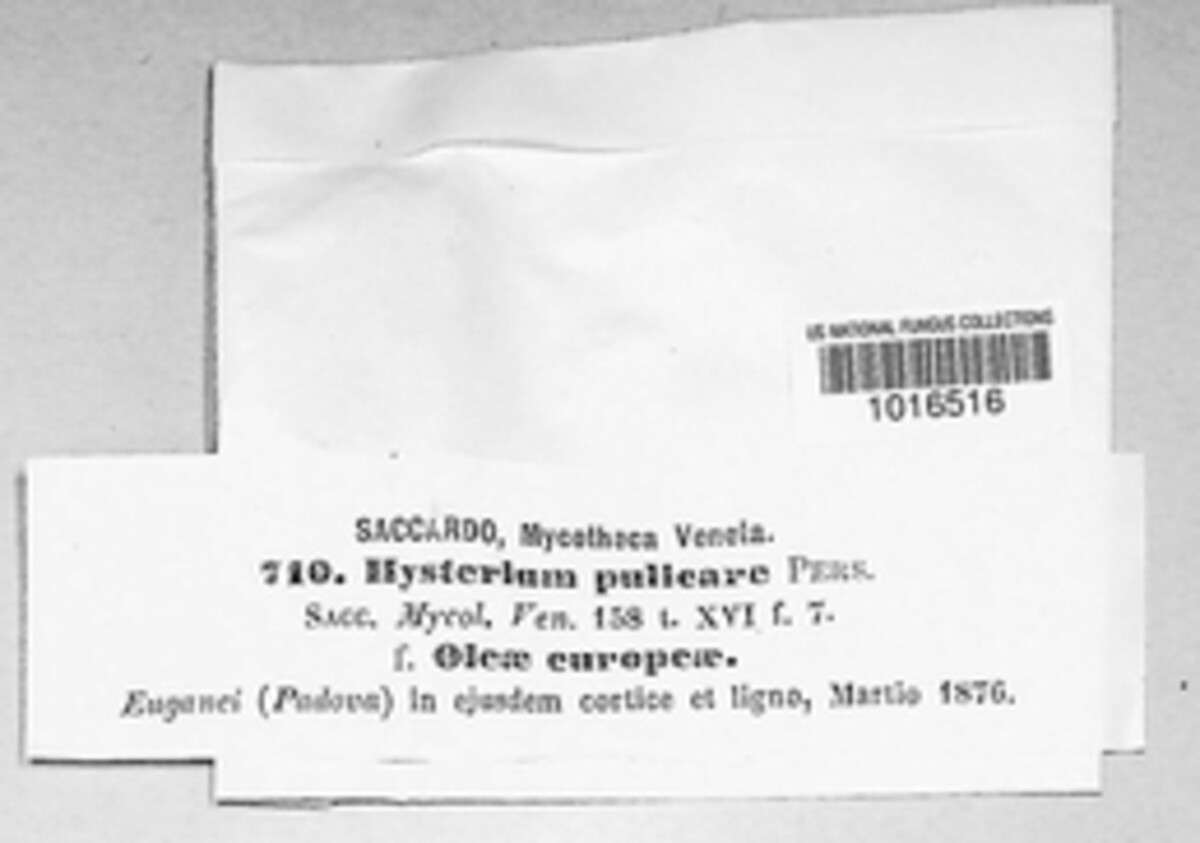 US NATIONAL FUNGUS COLLECTIONS
1016516
SACCARDO, Mycotheca Veneta.
710. Hysterium pulicare PERS.
SACC. Mycol. Ven. 158 t. XVI f. 7.
f. Oleæ europeæ.
Euganei (Padova) in ejusdem cortice et ligno, Martio 1876.